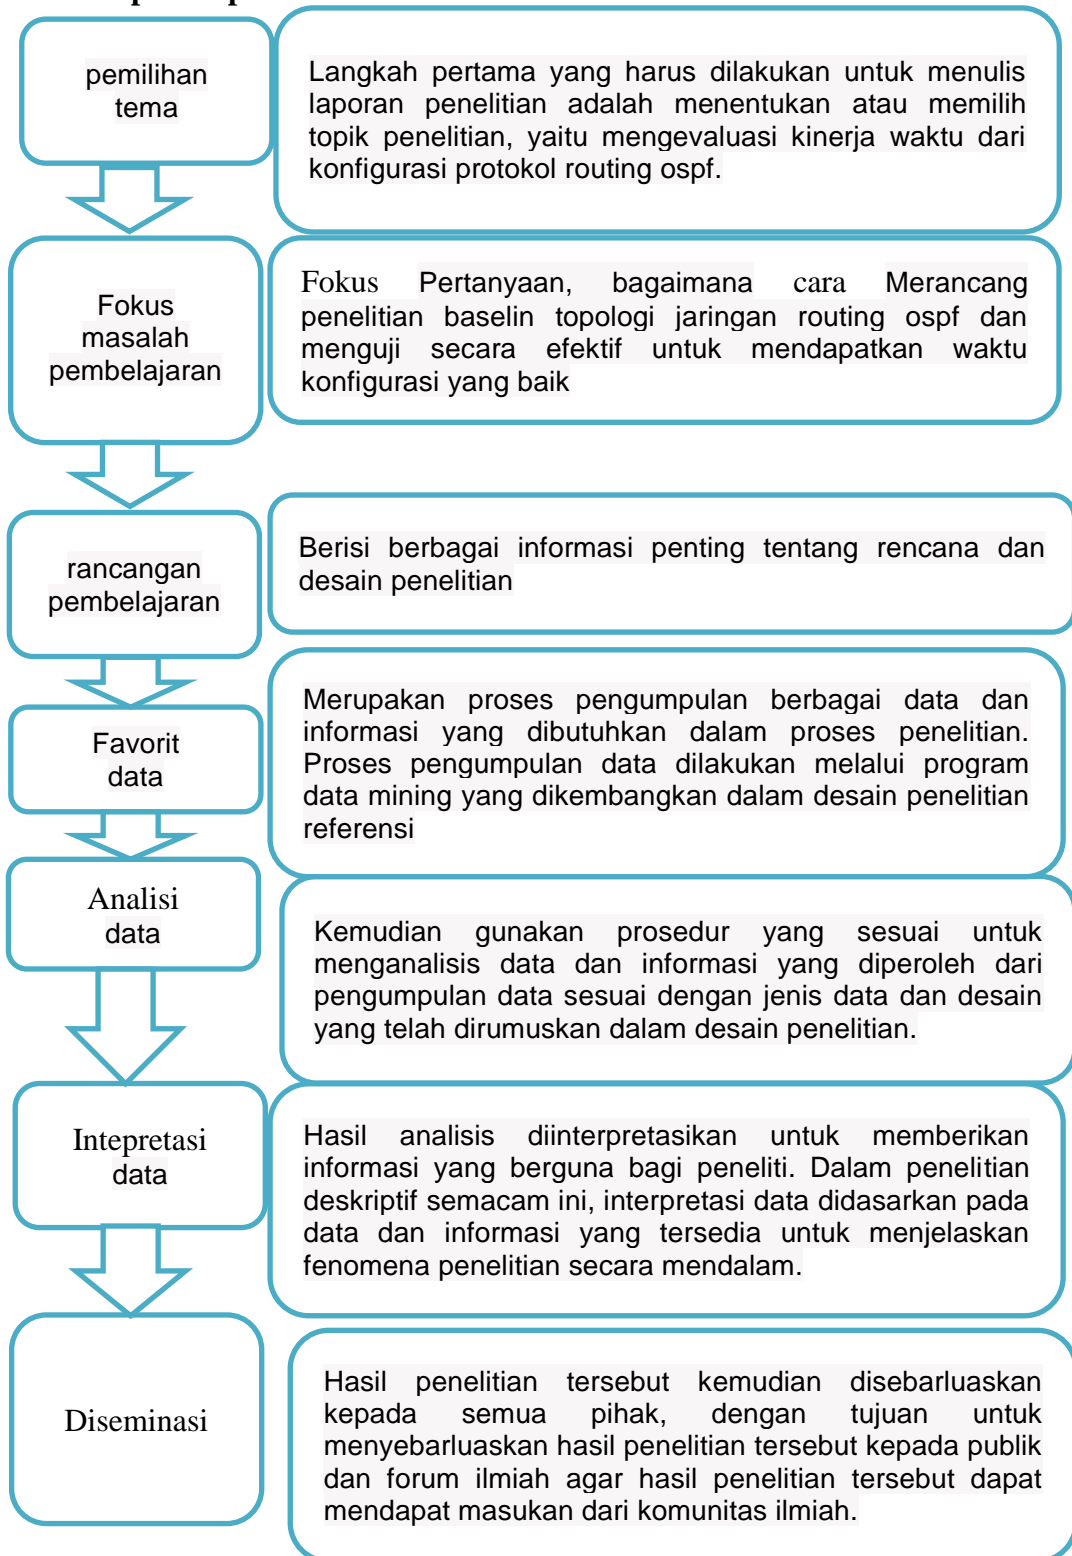 pemilihan
tema
Langkah pertama yang harus dilakukan untuk menulis
laporan penelitian adalah menentukan atau memilih
topik penelitian, yaitu mengevaluasi kinerja waktu dari
konfigurasi protokol routing ospf.
Fokus
masalah
pembelajaran
Fokus Pertanyaan, bagaimana cara Merancang
penelitian baselin topologi jaringan routing ospf dan
menguji secara efektif untuk mendapatkan waktu
konfigurasi yang baik
rancangan
pembelajaran
Berisi berbagai informasi penting tentang rencana dan
desain penelitian
Favorit
data
Merupakan proses pengumpulan berbagai data dan
informasi yang dibutuhkan dalam proses penelitian.
Proses pengumpulan data dilakukan melalui program
data mining yang dikembangkan dalam desain penelitian
referensi
Analisi
data
Kemudian gunakan prosedur yang sesuai untuk
menganalisis data dan informasi yang diperoleh dari
pengumpulan data sesuai dengan jenis data dan desain
yang telah dirumuskan dalam desain penelitian.
Intepretasi
data
Hasil analisis diinterpretasikan untuk memberikan
informasi yang berguna bagi peneliti. Dalam penelitian
deskriptif semacam ini, interpretasi data didasarkan pada
data dan informasi yang tersedia untuk menjelaskan
fenomena penelitian secara mendalam.
Diseminasi
Hasil penelitian tersebut kemudian disebarluaskan
kepada semua pihak, dengan tujuan untuk
menyebarluaskan hasil penelitian tersebut kepada publik
dan forum ilmiah agar hasil penelitian tersebut dapat
mendapat masukan dari komunitas ilmiah.